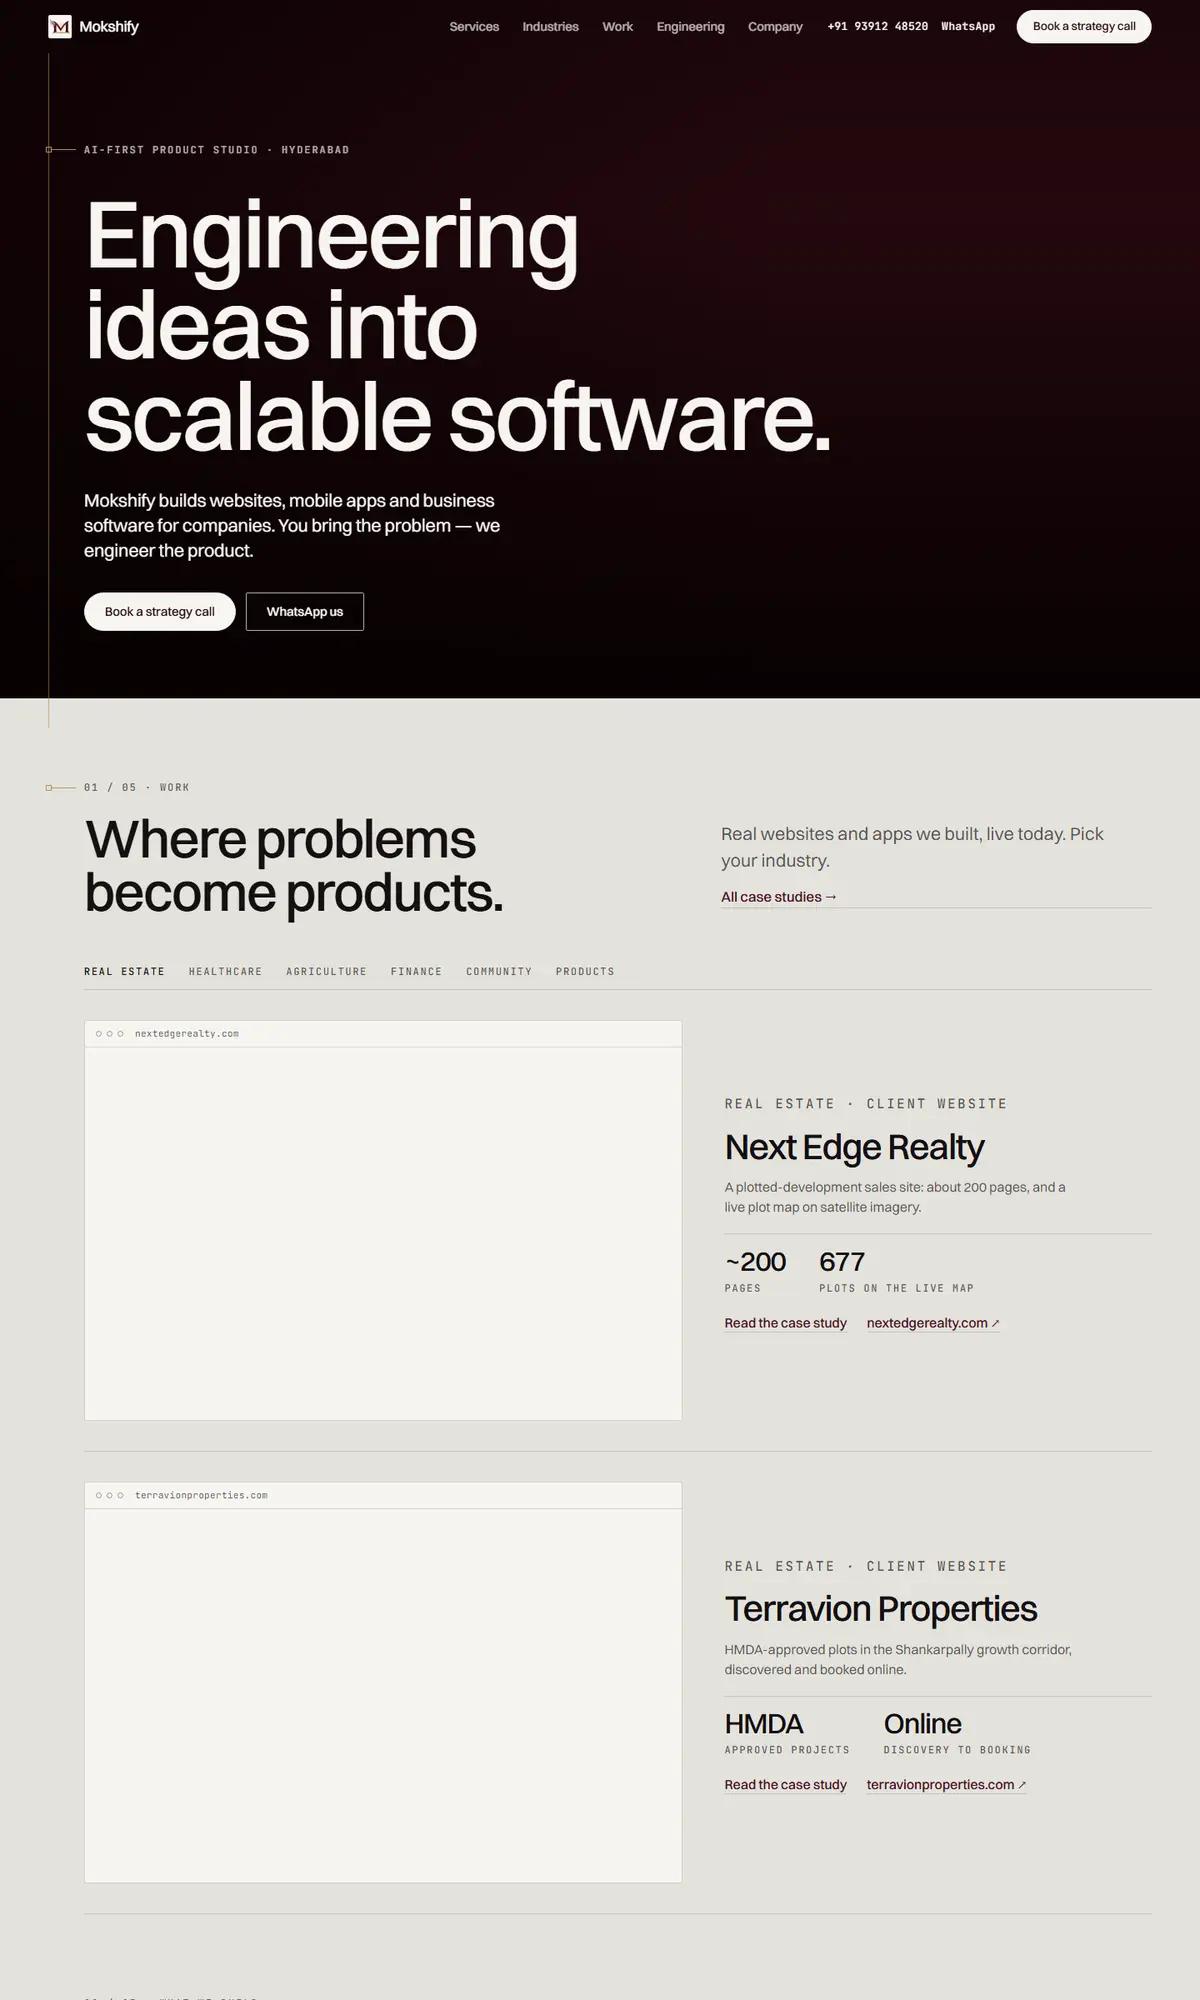 Mokshify
Services Industries Work Engineering Company +91 93912 48520 WhatsApp Book a strategy call
AI-FIRST PRODUCT STUDIO · HYDERABAD
Engineering
ideas into
scalable software.
Mokshify builds websites, mobile apps and business
software for companies. You bring the problem — we
engineer the product.
Book a strategy call WhatsApp us
01 / 05 · WORK
Where problems
become products.
Real websites and apps we built, live today. Pick
your industry.
All case studies →
REAL ESTATE HEALTHCARE AGRICULTURE FINANCE COMMUNITY PRODUCTS
nextedgerealty.com
REAL ESTATE · CLIENT WEBSITE
Next Edge Realty
A plotted-development sales site: about 200 pages, and a
live plot map on satellite imagery.
~200 677
PAGES PLOTS ON THE LIVE MAP
Read the case study nextedgerealty.com ↗
terravionproperties.com
REAL ESTATE · CLIENT WEBSITE
Terravion Properties
HMDA-approved plots in the Shankarpally growth corridor,
discovered and booked online.
HMDA Online
APPROVED PROJECTS DISCOVERY TO BOOKING
Read the case study terravionproperties.com ↗